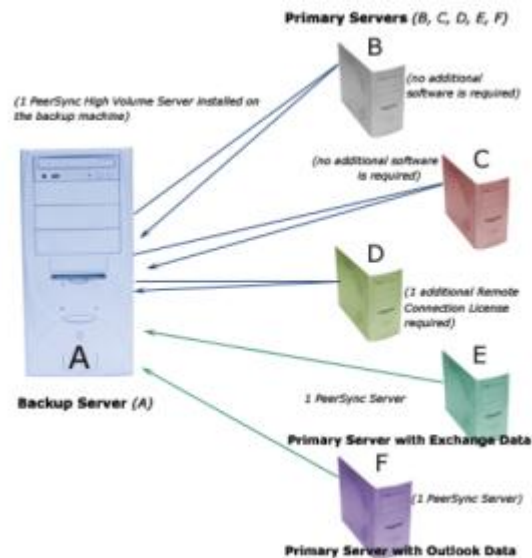 Primary Servers (B, C, D, E, F)
B
(1 PeerSync High Volume Server installed on
the backup machine)
(no additional
software is required)
C
(no additional software
is required)
D
(1 additional Remote
Connection License
required)
A
E
Backup Server (A)
1 PeerSync Server
Primary Server with Exchange Data
F
(1 PeerSync Server)
Primary Server with Outlook Data